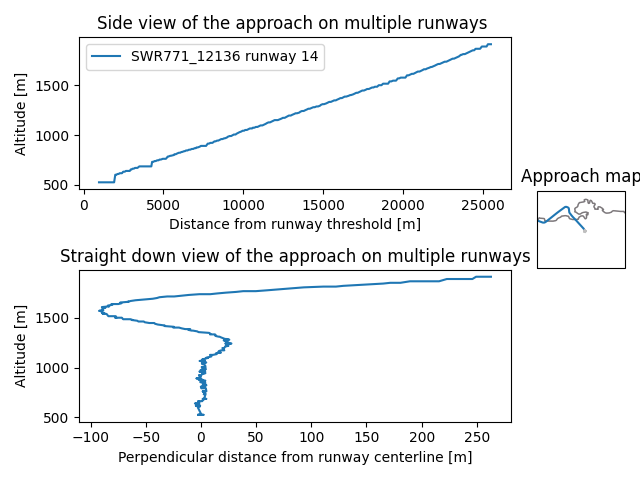 Side view of the approach on multiple runways
SWR771_12136 runway 14
Altitude [m]
1500
1000
500
0 5000 10000 15000 20000 25000
Distance from runway threshold [m]
Approach map
Straight down view of the approach on multiple runways
Altitude [m]
1500
1000
500
−100 −50 0 50 100 150 200 250
Perpendicular distance from runway centerline [m]